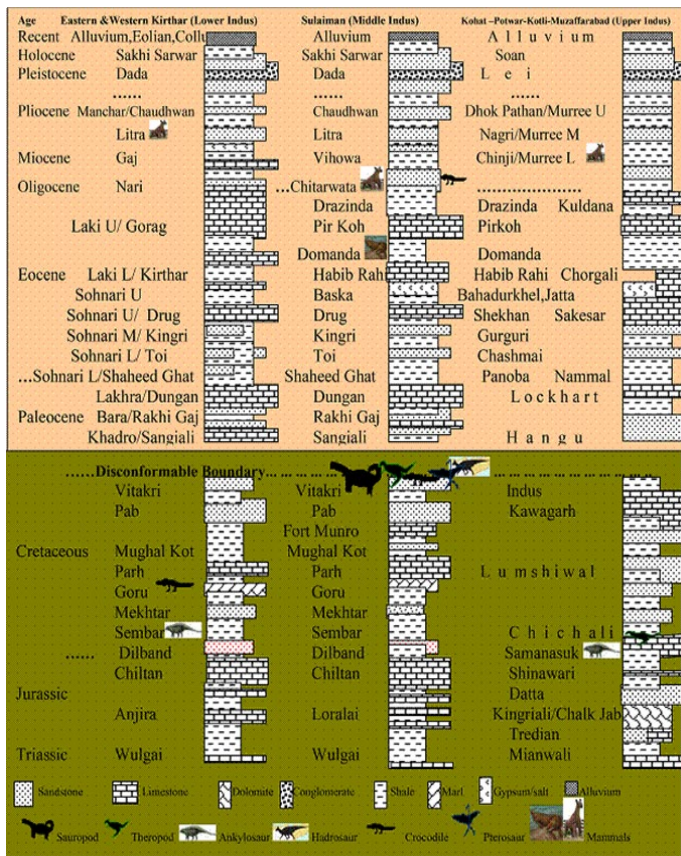 Age Eastern &Western Kirthar (Lower Indus) Sulaiman (Middle Indus) Kohat –Potwar-Kotli-Muzaffarabad (Upper Indus)
Recent Alluvium,Eolian,Collu Alluvium Alluvium
Holocene Sakhi Sarwar Sakhi Sarwar Soan
Pleistocene Dada Dada Lei
...... ...... ......
Pliocene Manchar/Chaudhwan Chaudhwan Dhok Pathan/Murree U
Litra Litra Nagri/Murree M
Miocene Gaj Vihowa Chinji/Murree L
Oligocene Nari ...Chitarwata .....................
Drazinda Drazinda Kuldana
Laki U/ Gorag Pir Koh Pirkoh
Domanda Domanda
Eocene Laki L/ Kirthar Habib Rahi Habib Rahi Chorgali
Sohnari U Baska Bahadurkhel,Jatta
Sohnari U/ Drug Drug Shekhan Sakesar
Sohnari M/ Kingri Kingri Gurguri
Sohnari L/ Toi Toi Chashmai
...Sohnari L/Shaheed Ghat Shaheed Ghat Panoba Nammal
Lakhra/Dungan Dungan Lockhart
Paleocene Bara/Rakhi Gaj Rakhi Gaj
Khadro/Sangiali Sangiali Hangu
......Disconformable Boundary... ... ... ... ... ... ... ... ... ... ... ... ... ...
Vitakri Vitakri Indus
Pab Pab Kawagarh
Fort Munro
Cretaceous Mughal Kot Mughal Kot
Parh Parh Lumshiwal
Goru Goru
Mekhtar Mekhtar
Sembar Sembar Chichali
...... Dilband Dilband Samanasuk
Chiltan Chiltan Shinawari
Jurassic Datta
Anjira Loralai Kingriali/Chalk Jab
Tredian
Triassic Wulgai Wulgai Mianwali
Sandstone Limestone Dolomite Conglomerate Shale Marl Gypsum/salt Alluvium
Sauropod Theropod Ankylosaur Hadrosaur Crocodile Pterosaur Mammals